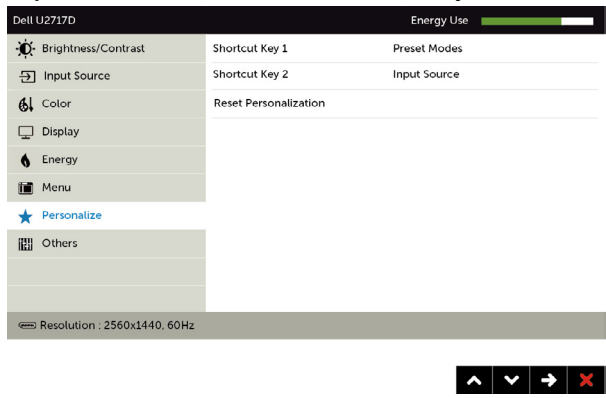 Dell U2717D Energy Use
Brightness/Contrast Shortcut Key 1 Preset Modes
Input Source Shortcut Key 2 Input Source
Color Reset Personalization
Display
Energy
Menu
Personalize
Others
Resolution : 2560x1440, 60Hz